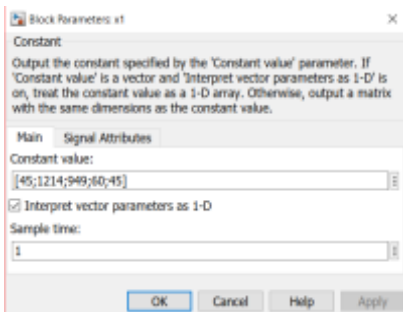 Block Parameters: x1
Constant
Output the constant specified by the 'Constant value' parameter. If
'Constant value' is a vector and 'Interpret vector parameters as 1-D' is
on, treat the constant value as a 1-D array. Otherwise, output a matrix
with the same dimensions as the constant value.
Main Signal Attributes
Constant value:
[45;1214;949;60;45]
Interpret vector parameters as 1-D
Sample time:
1
OK Cancel Help Apply